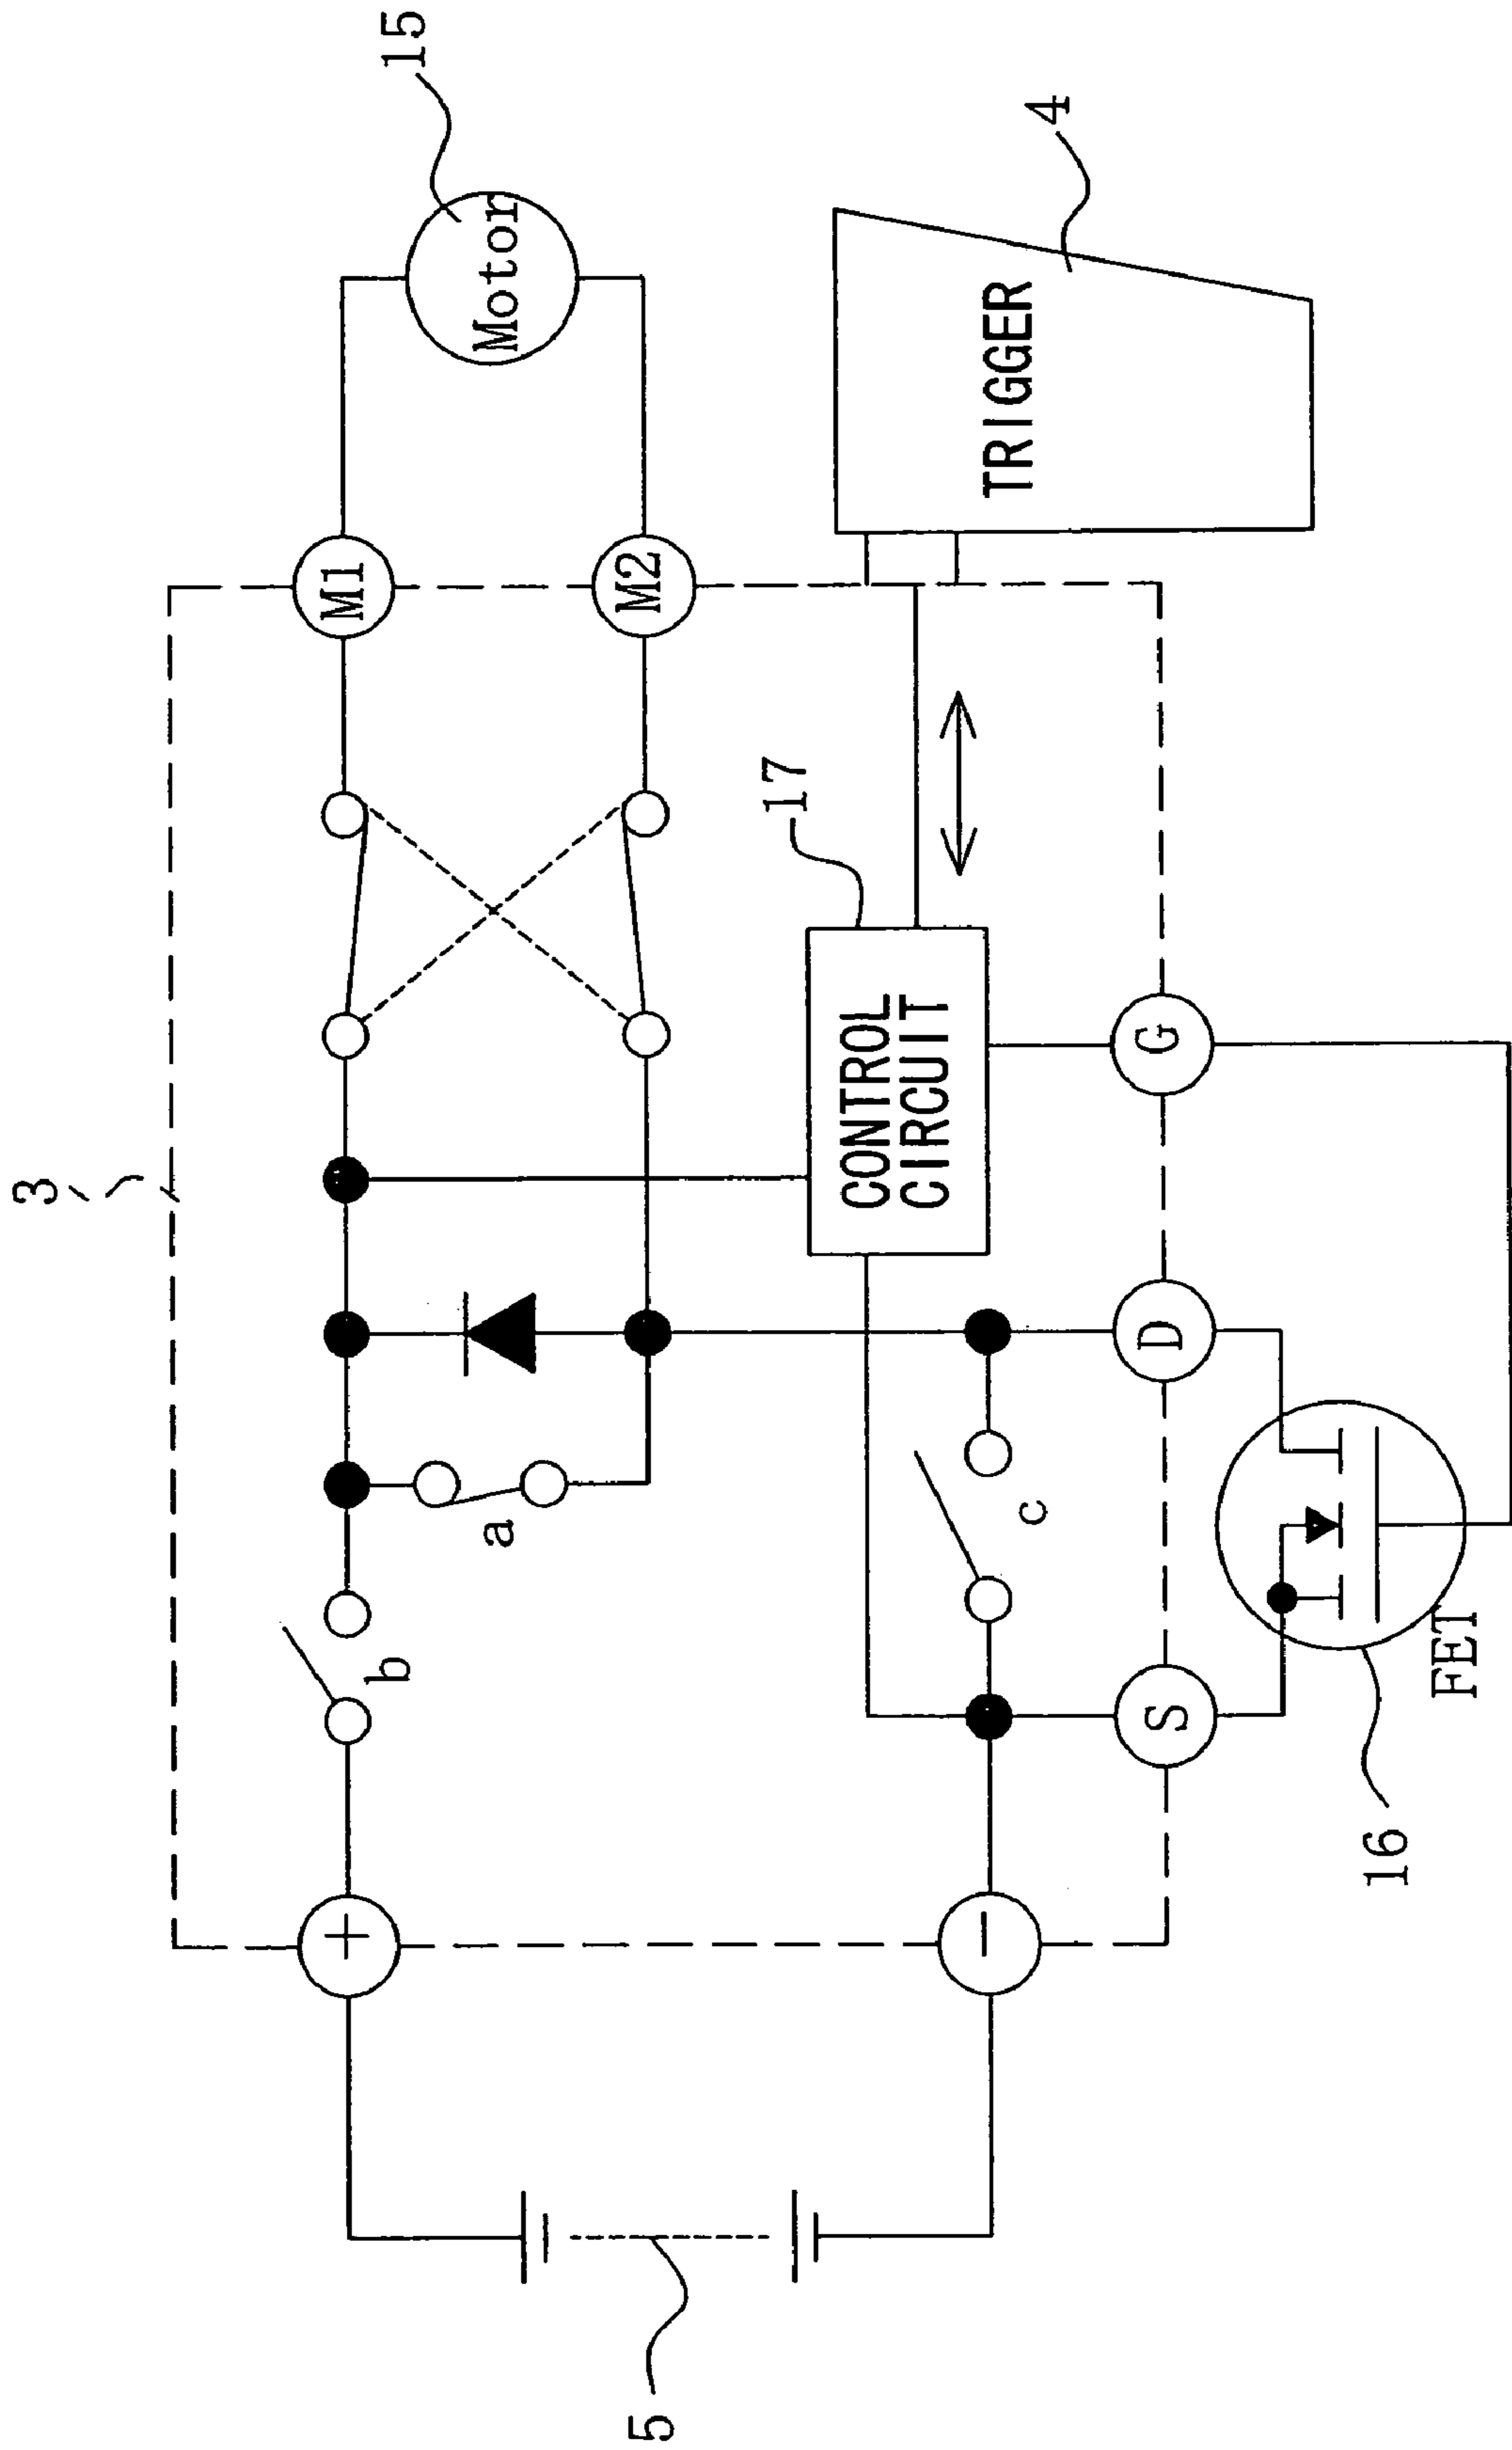 3
15
Motor
M1
M2
4
TRIGGER
17
CONTROL
CIRCUIT
a
b
c
+
-
G
D
S
FET
16
5